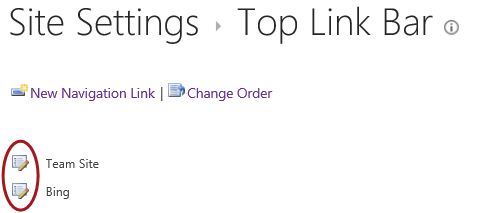 Site Settings ▸ Top Link Bar
New Navigation Link | Change Order
Team Site
Bing